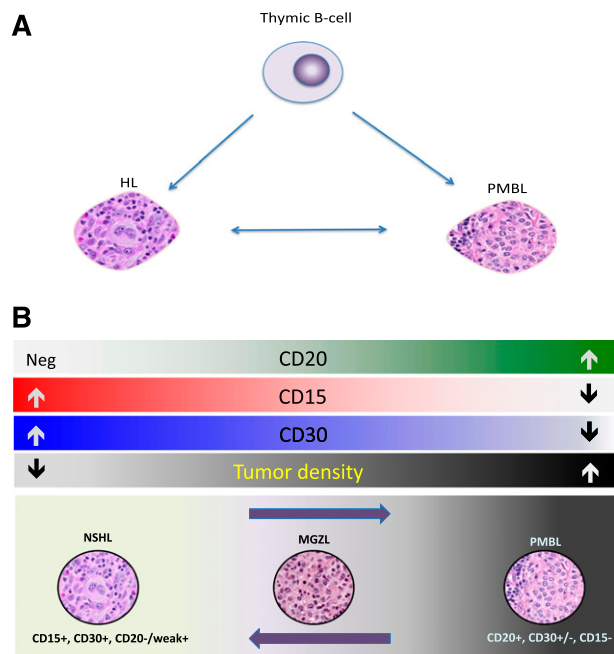 A
Thymic B-cell
HL
PMBL
B
Neg CD20
CD15
CD30
Tumor density
NSHL
MGZL
PMBL
CD15+, CD30+, CD20-/weak+
CD20+, CD30+/-, CD15-